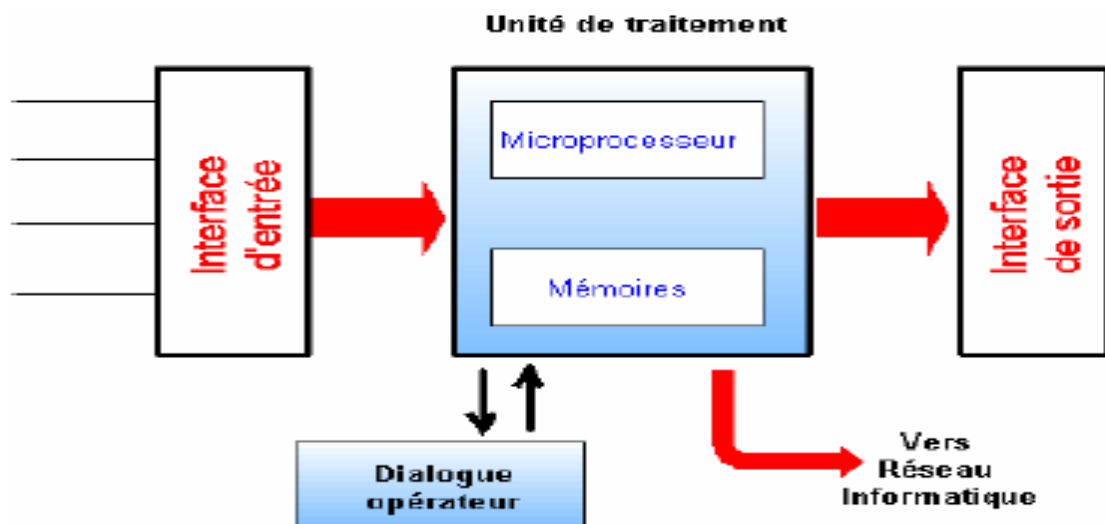 Unité de traitement
Interface
d'entrée
Microprocesseur
Mémoires
Interface
de sortie
Dialogue
opérateur
Vers
Réseau
Informatique